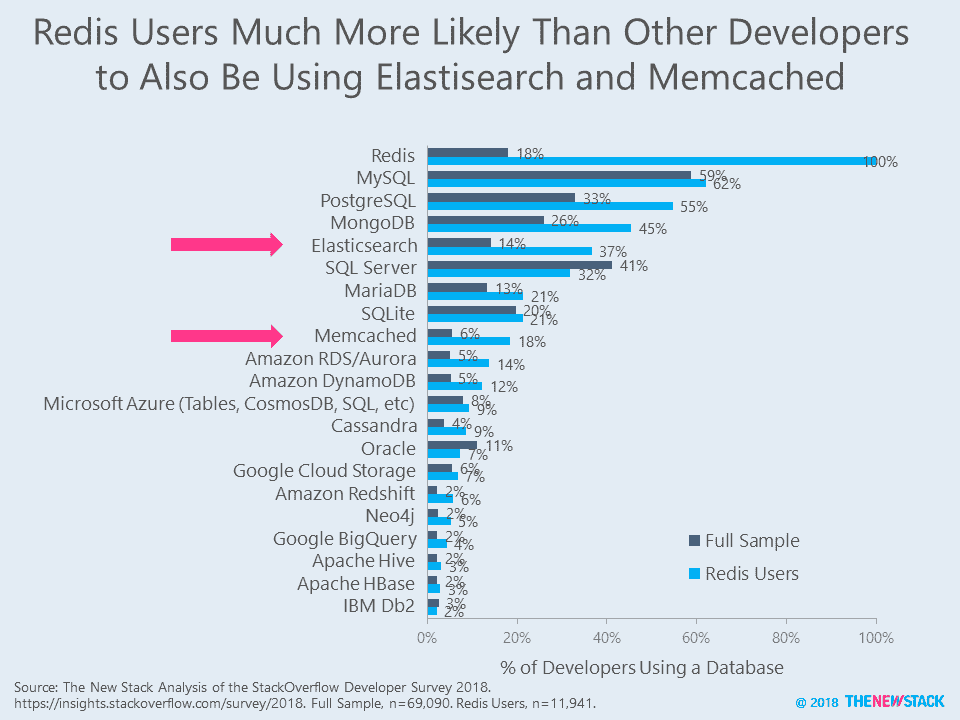 Redis Users Much More Likely Than Other Developers
to Also Be Using Elastisearch and Memcached
Redis 18% 100%
MySQL 59% 62%
PostgreSQL 33% 55%
MongoDB 26% 45%
Elasticsearch 14% 37%
SQL Server 41% 32%
MariaDB 13% 21%
SQLite 20% 21%
Memcached 6% 18%
Amazon RDS/Aurora 5% 14%
Amazon DynamoDB 5% 12%
Microsoft Azure (Tables, CosmosDB, SQL, etc) 8% 9%
Cassandra 4% 9%
Oracle 11% 7%
Google Cloud Storage 6% 7%
Amazon Redshift 2% 6%
Neo4j 2% 5%
Google BigQuery 2% 4%
Apache Hive 2% 3%
Apache HBase 2% 3%
IBM Db2 3% 2%
Full Sample
Redis Users
0% 20% 40% 60% 80% 100%
% of Developers Using a Database
Source: The New Stack Analysis of the StackOverflow Developer Survey 2018.
https://insights.stackoverflow.com/survey/2018. Full Sample, n=69,090. Redis Users, n=11,941.
@ 2018 THENEWSTACK